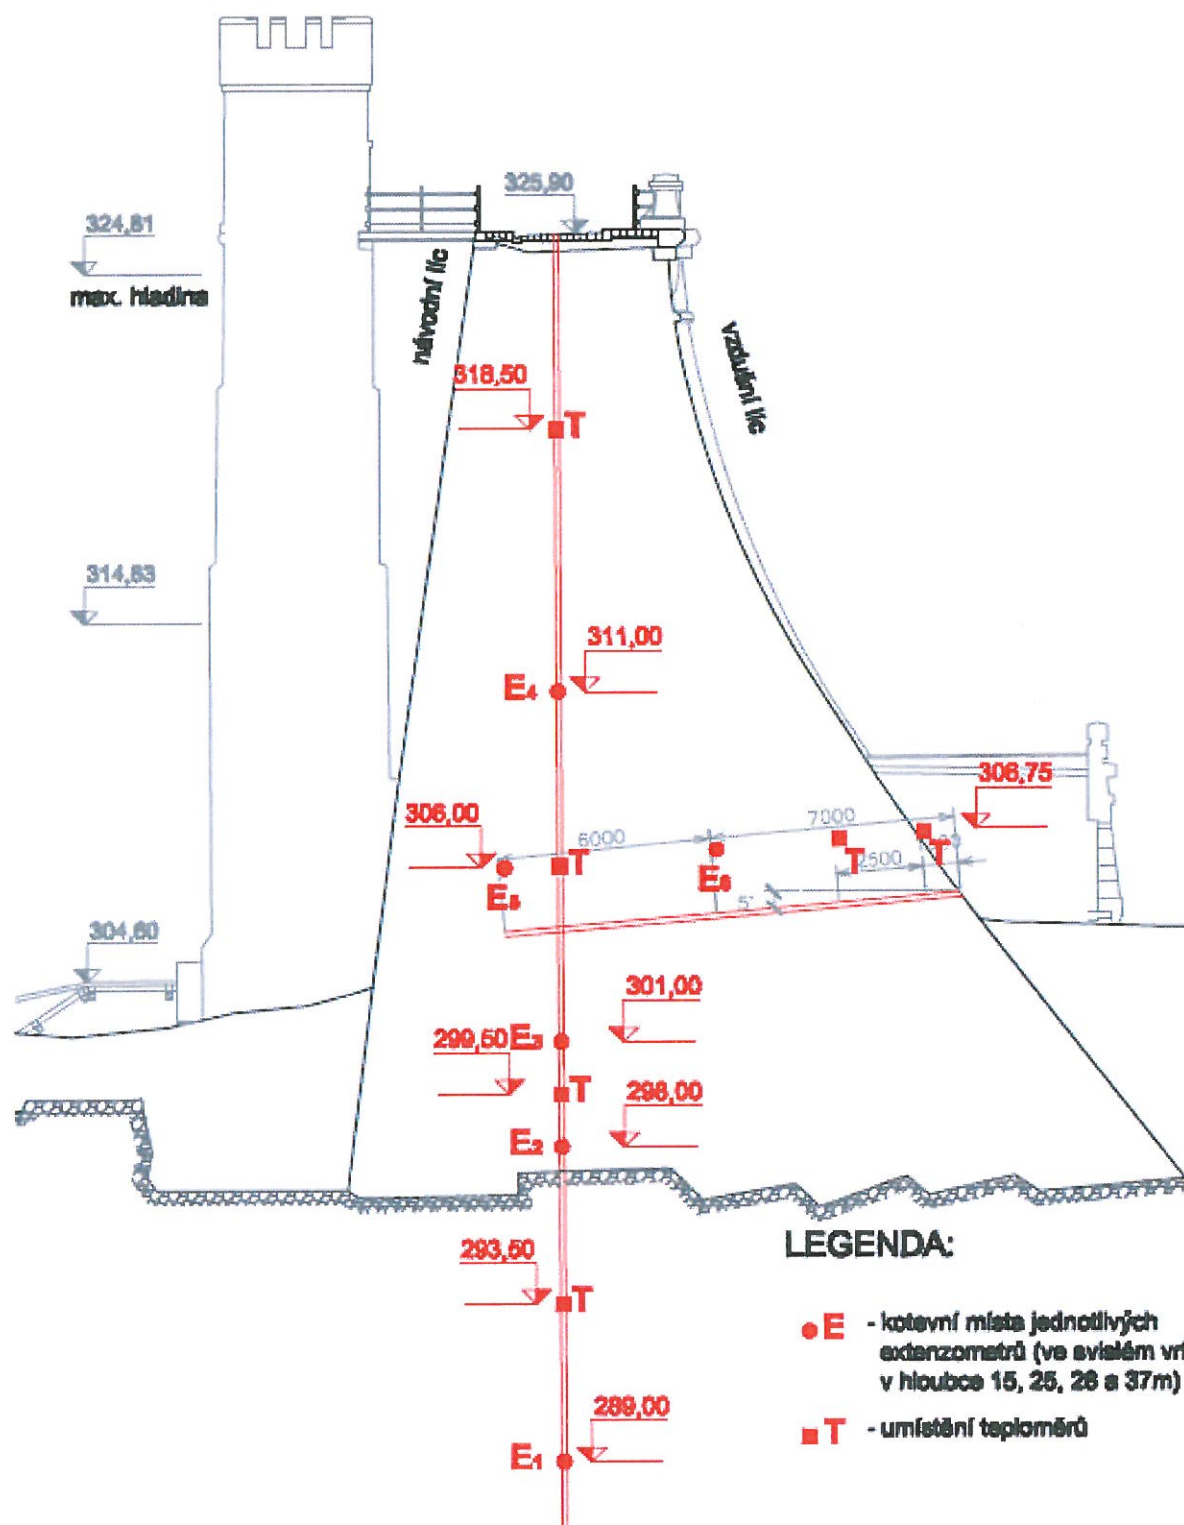 325,90
324,81
max. hladina
návodní líc
vzdušní líc
318,50
T
314,83
311,00
E4
306,75
306,00
6000
7000
T
T
T
E5
E6
2500
5°
304,60
301,00
E3
299,50
T
298,00
E2
LEGENDA:
293,50
T
E - kotevní místa jednotlivých
extenzometrů (ve svislém
v hloubce 15, 25, 28 a 37m)
289,00
T - umístění teploměrů
E1